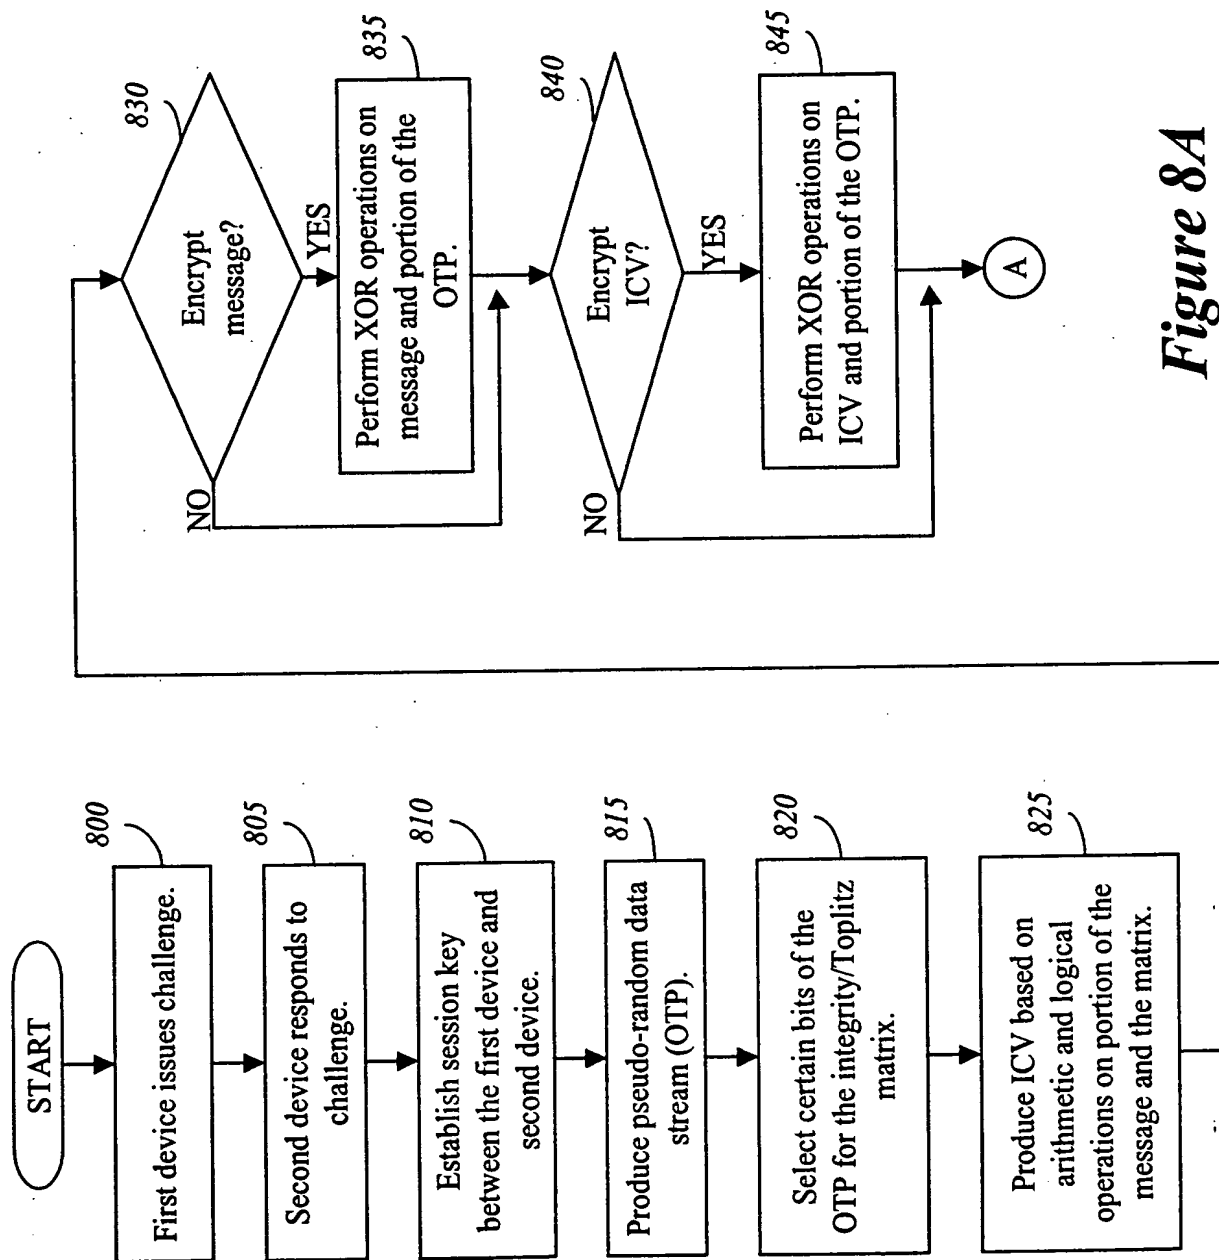 START
800
First device issues challenge.
805
Second device responds to
challenge.
810
Establish session key
between the first device and
second device.
815
Produce pseudo-random data
stream (OTP).
820
Select certain bits of the
OTP for the integrity/Toplitz
matrix.
825
Produce ICV based on
arithmetic and logical
operations on portion of the
message and the matrix.
830
Encrypt
message?
NO
YES
835
Perform XOR operations on
message and portion of the
OTP.
840
Encrypt
ICV?
NO
YES
845
Perform XOR operations on
ICV and portion of the OTP.
A
Figure 8A